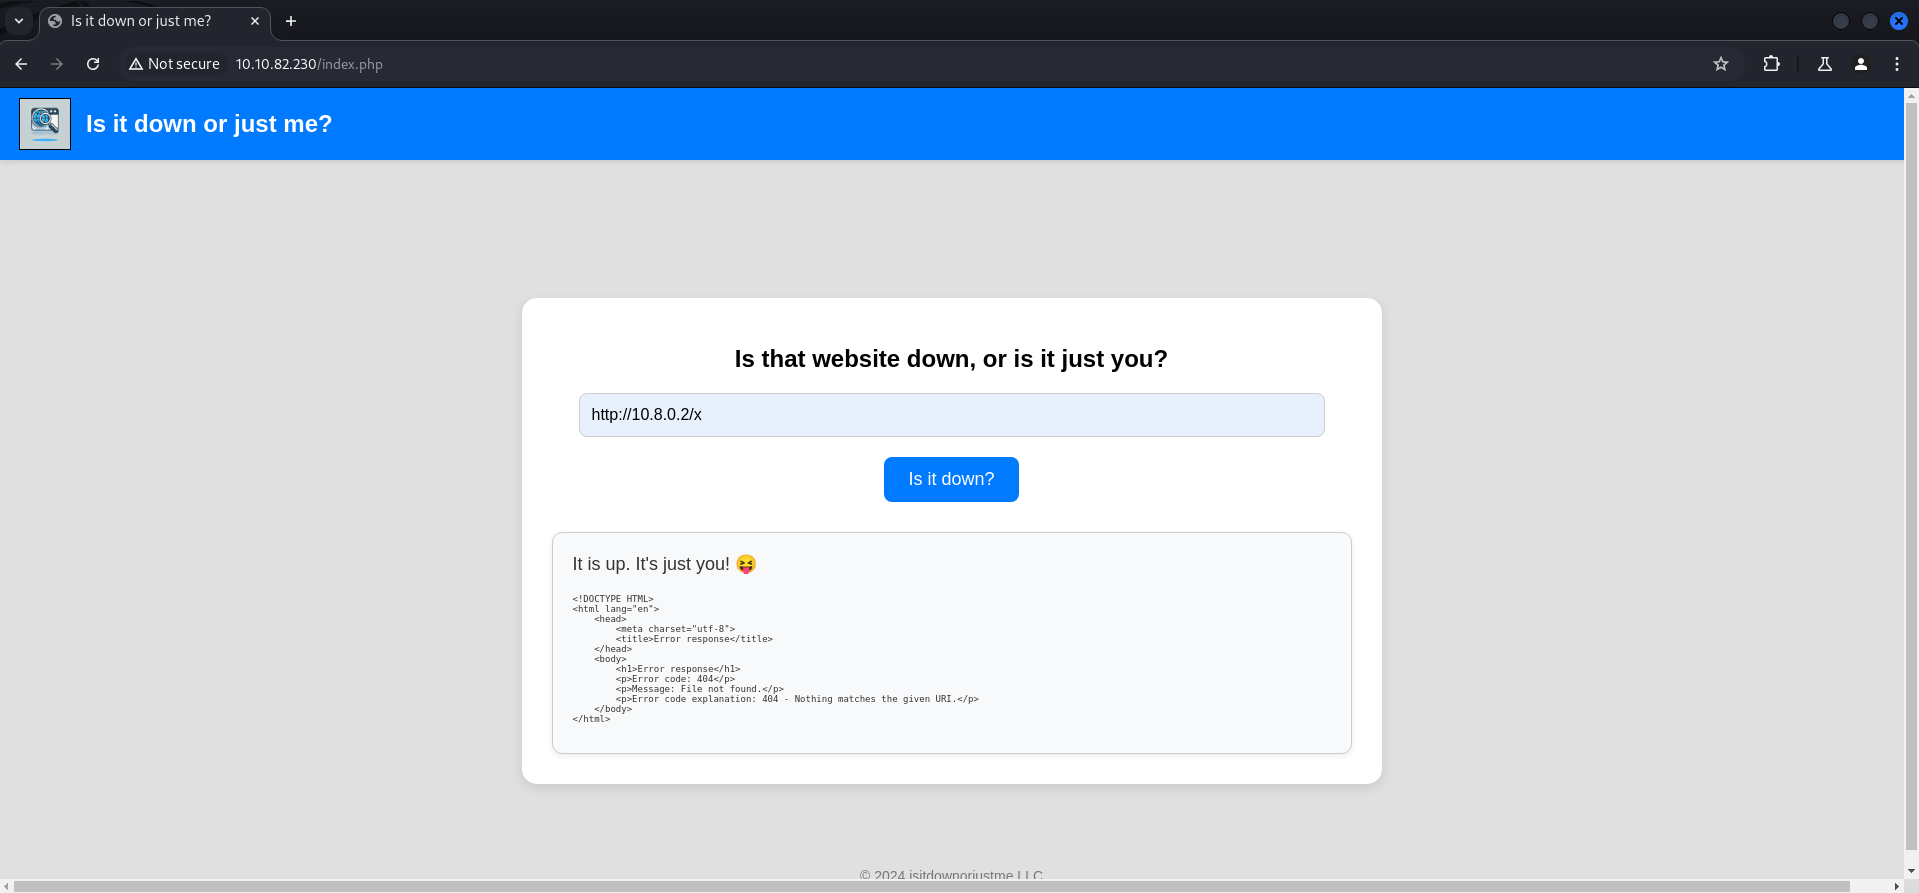 Is it down or just me?
Not secure 10.10.82.230/index.php
Is it down or just me?
Is that website down, or is it just you?
http://10.8.0.2/x
Is it down?
It is up. It's just you! 😝
<!DOCTYPE HTML>
<html lang="en">
    <head>
        <meta charset="utf-8">
        <title>Error response</title>
    </head>
    <body>
        <h1>Error response</h1>
        <p>Error code: 404</p>
        <p>Message: File not found.</p>
        <p>Error code explanation: 404 - Nothing matches the given URI.</p>
    </body>
</html>
© 2024 isitdownorjustme LLC